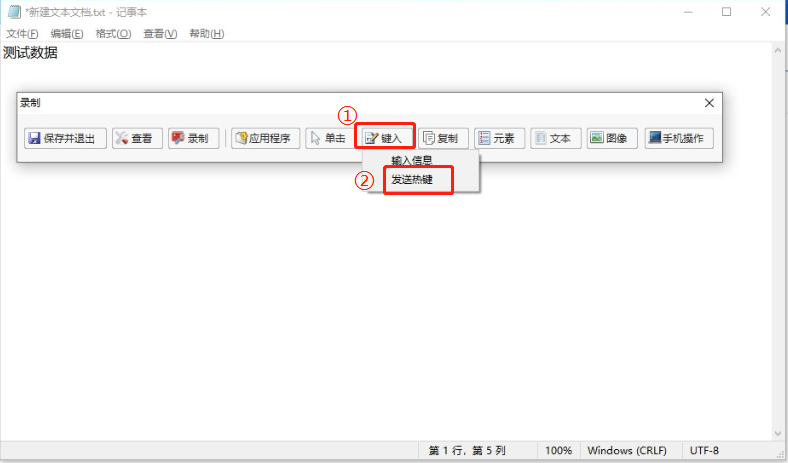 *新建文本文档.txt - 记事本
文件(F) 编辑(E) 格式(O) 查看(V) 帮助(H)
测试数据
录制
①
保存并退出 查看 录制 应用程序 单击 键入 复制 元素 文本 图像 手机操作
输入信息
② 发送热键
第 1 行，第 5 列 100% Windows (CRLF) UTF-8